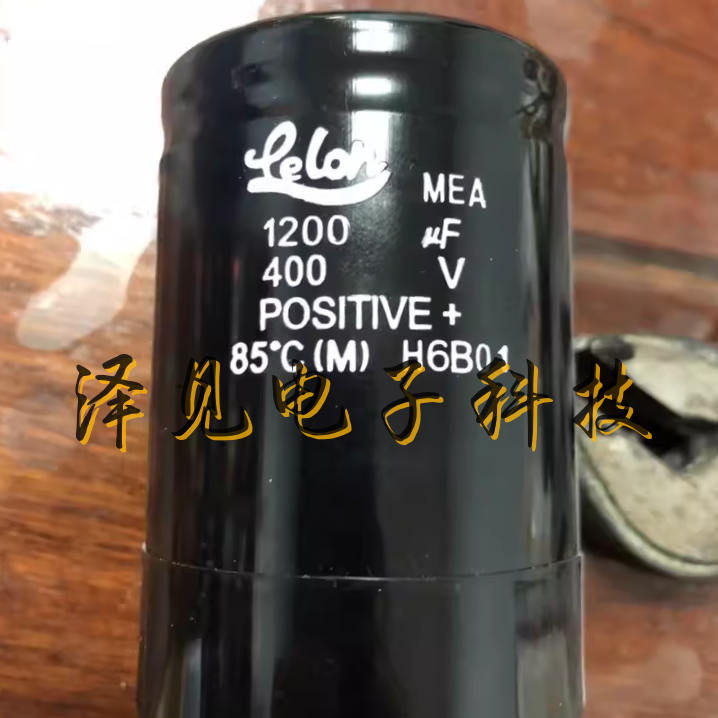 Lelon
MEA
1200 µF
400 V
POSITIVE +
85°C (M) H6B01
泽见电子科技